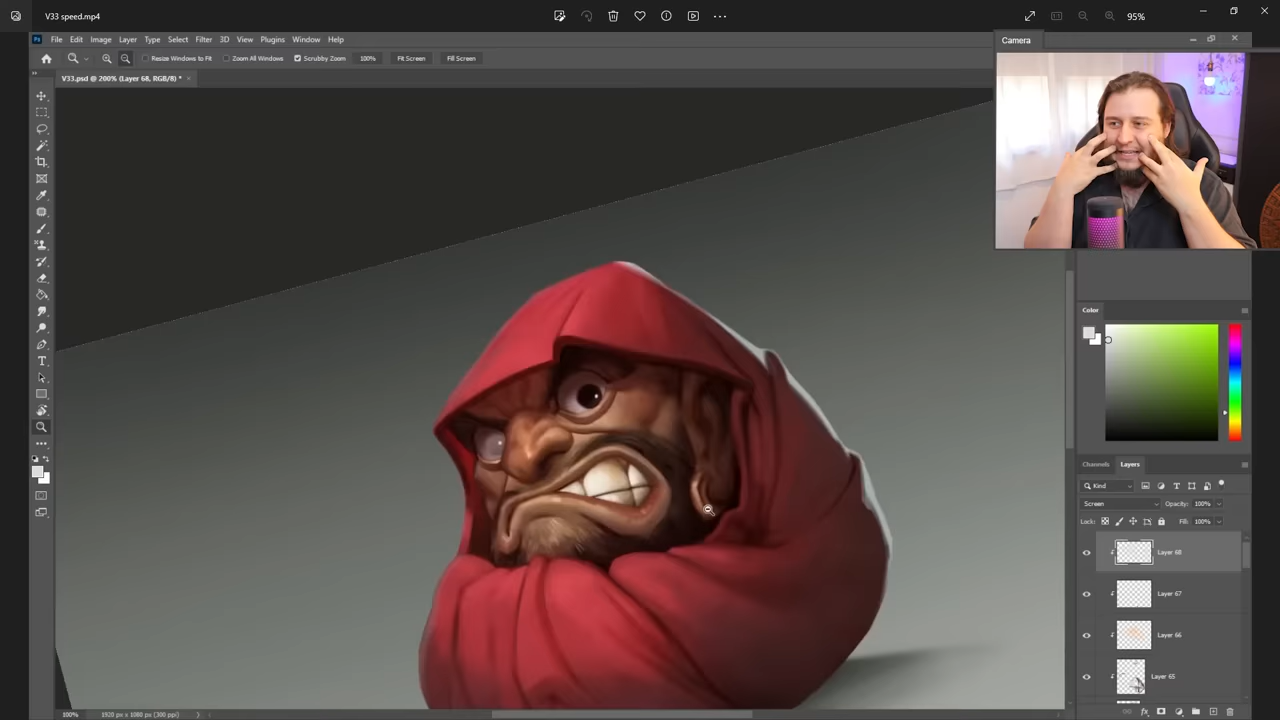 V33 speed.mp4
95%
Ps File Edit Image Layer Type Select Filter 3D View Plugins Window Help
Camera
Resize Windows to Fit Zoom All Windows Scrubby Zoom 100% Fit Screen Fill Screen
V33.psd @ 200% (Layer 68, RGB/8) *
Color
Channels Layers
Kind
Screen Opacity: 100%
Lock: Fill: 100%
Layer 68
Layer 67
Layer 66
Layer 65
fx
100% 1920 px x 1080 px (300 ppi)